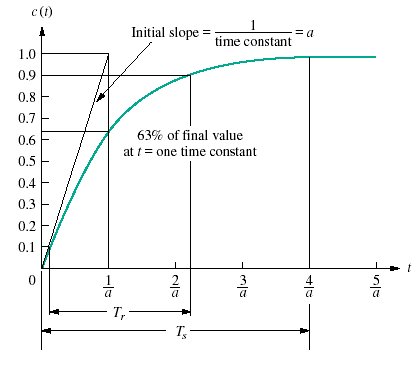 c(t)
Initial slope = 1/time constant = a
1.0
0.9
0.8
0.7
0.6
0.5
0.4
0.3
0.2
0.1
0
63% of final value
at t = one time constant
1/a
2/a
3/a
4/a
5/a
t
Tr
Ts